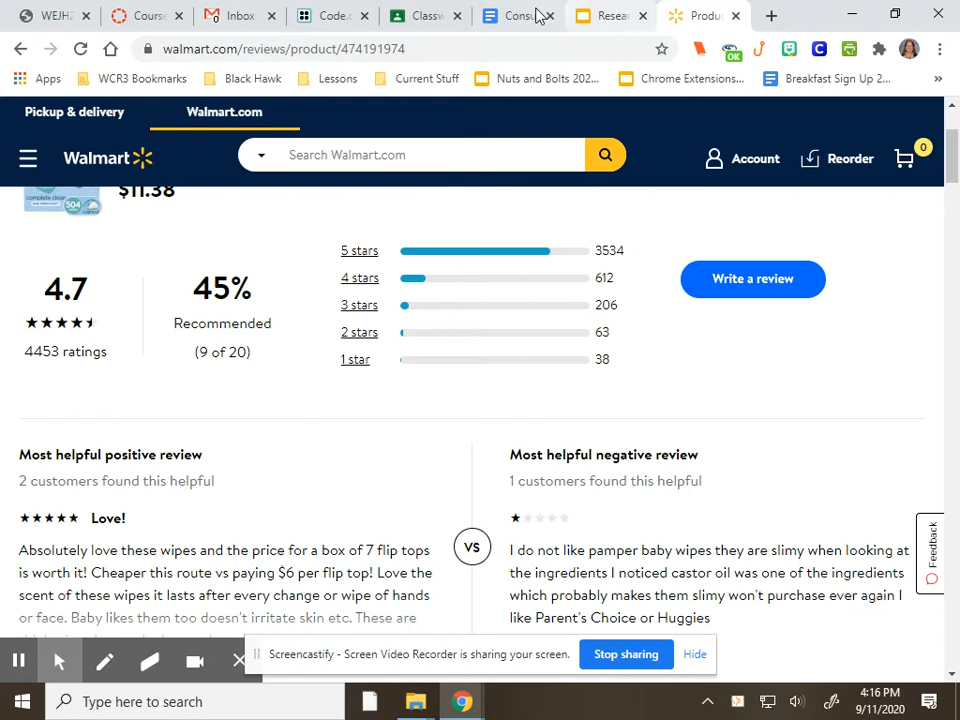 WEJHZ Course Inbox Code.c Classw Consu Resear Produc
walmart.com/reviews/product/474191974
Apps WCR3 Bookmarks Black Hawk Lessons Current Stuff Nuts and Bolts 202... Chrome Extensions... Breakfast Sign Up 2... »
Pickup & delivery Walmart.com
Walmart Search Walmart.com Account Reorder 0
complete clean 504 $11.38
5 stars 3534
4 stars 612
3 stars 206
2 stars 63
1 star 38
4.7
4453 ratings
45%
Recommended
(9 of 20)
Write a review
Most helpful positive review
2 customers found this helpful
Love!
Absolutely love these wipes and the price for a box of 7 flip tops
is worth it! Cheaper this route vs paying $6 per flip top! Love the
scent of these wipes it lasts after every change or wipe of hands
or face. Baby likes them too doesn't irritate skin etc. These are
VS
Most helpful negative review
1 customers found this helpful
I do not like pamper baby wipes they are slimy when looking at
the ingredients I noticed castor oil was one of the ingredients
which probably makes them slimy won't purchase ever again I
like Parent's Choice or Huggies
Feedback
Screencastify - Screen Video Recorder is sharing your screen. Stop sharing Hide
Type here to search
4:16 PM
9/11/2020